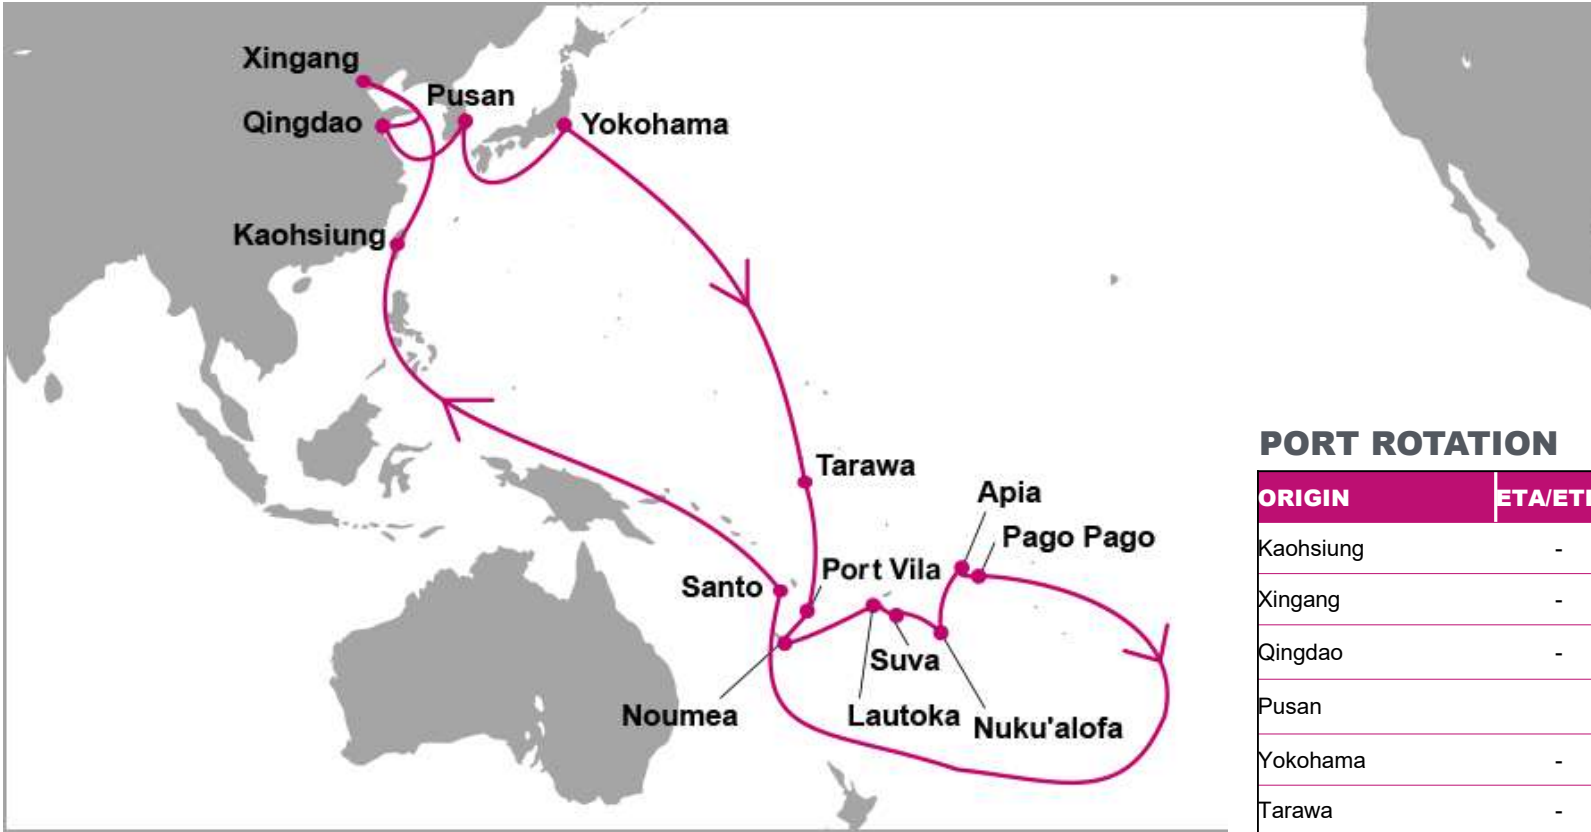 Xingang
Pusan
Qingdao
Yokohama
Kaohsiung
Tarawa
Apia
Pago Pago
Port Vila
Santo
Suva
Noumea
Lautoka
Nuku'alofa
PORT ROTATION
ORIGIN
Kaohsiung -
Xingang -
Qingdao -
Pusan
Yokohama -
Tarawa -